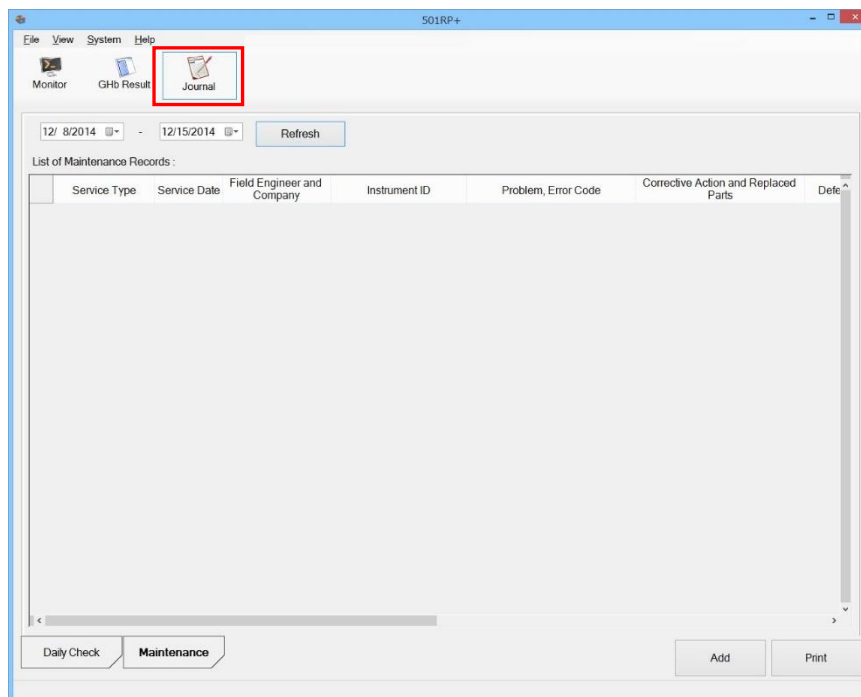 501RP+
File View System Help
Monitor GHb Result Journal
12/ 8/2014 - 12/15/2014 Refresh
List of Maintenance Records :
Service Type Service Date Field Engineer and Company Instrument ID Problem, Error Code Corrective Action and Replaced Parts Defe
Daily Check Maintenance Add Print